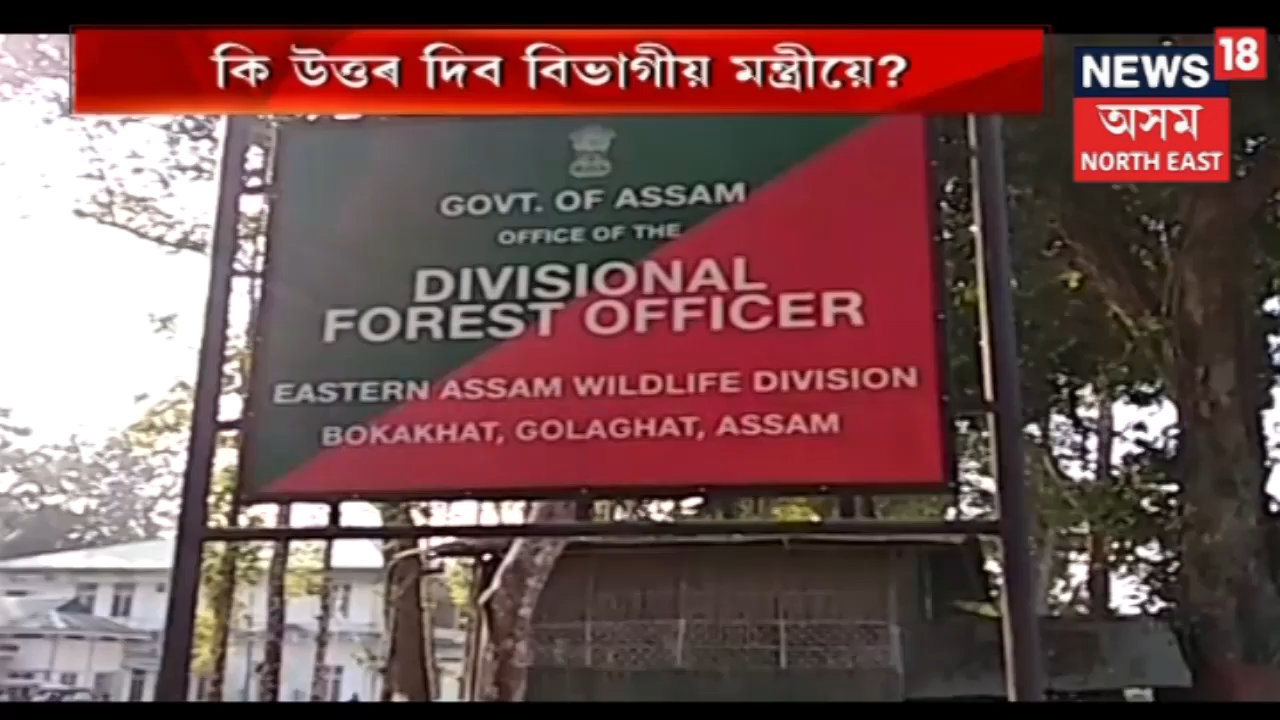 কি উত্তৰ দিব বিভাগীয় মন্ত্ৰীয়ে?
NEWS 18
অসম
NORTH EAST
GOVT. OF ASSAM
OFFICE OF THE
DIVISIONAL
FOREST OFFICER
EASTERN ASSAM WILDLIFE DIVISION
BOKAKHAT, GOLAGHAT, ASSAM